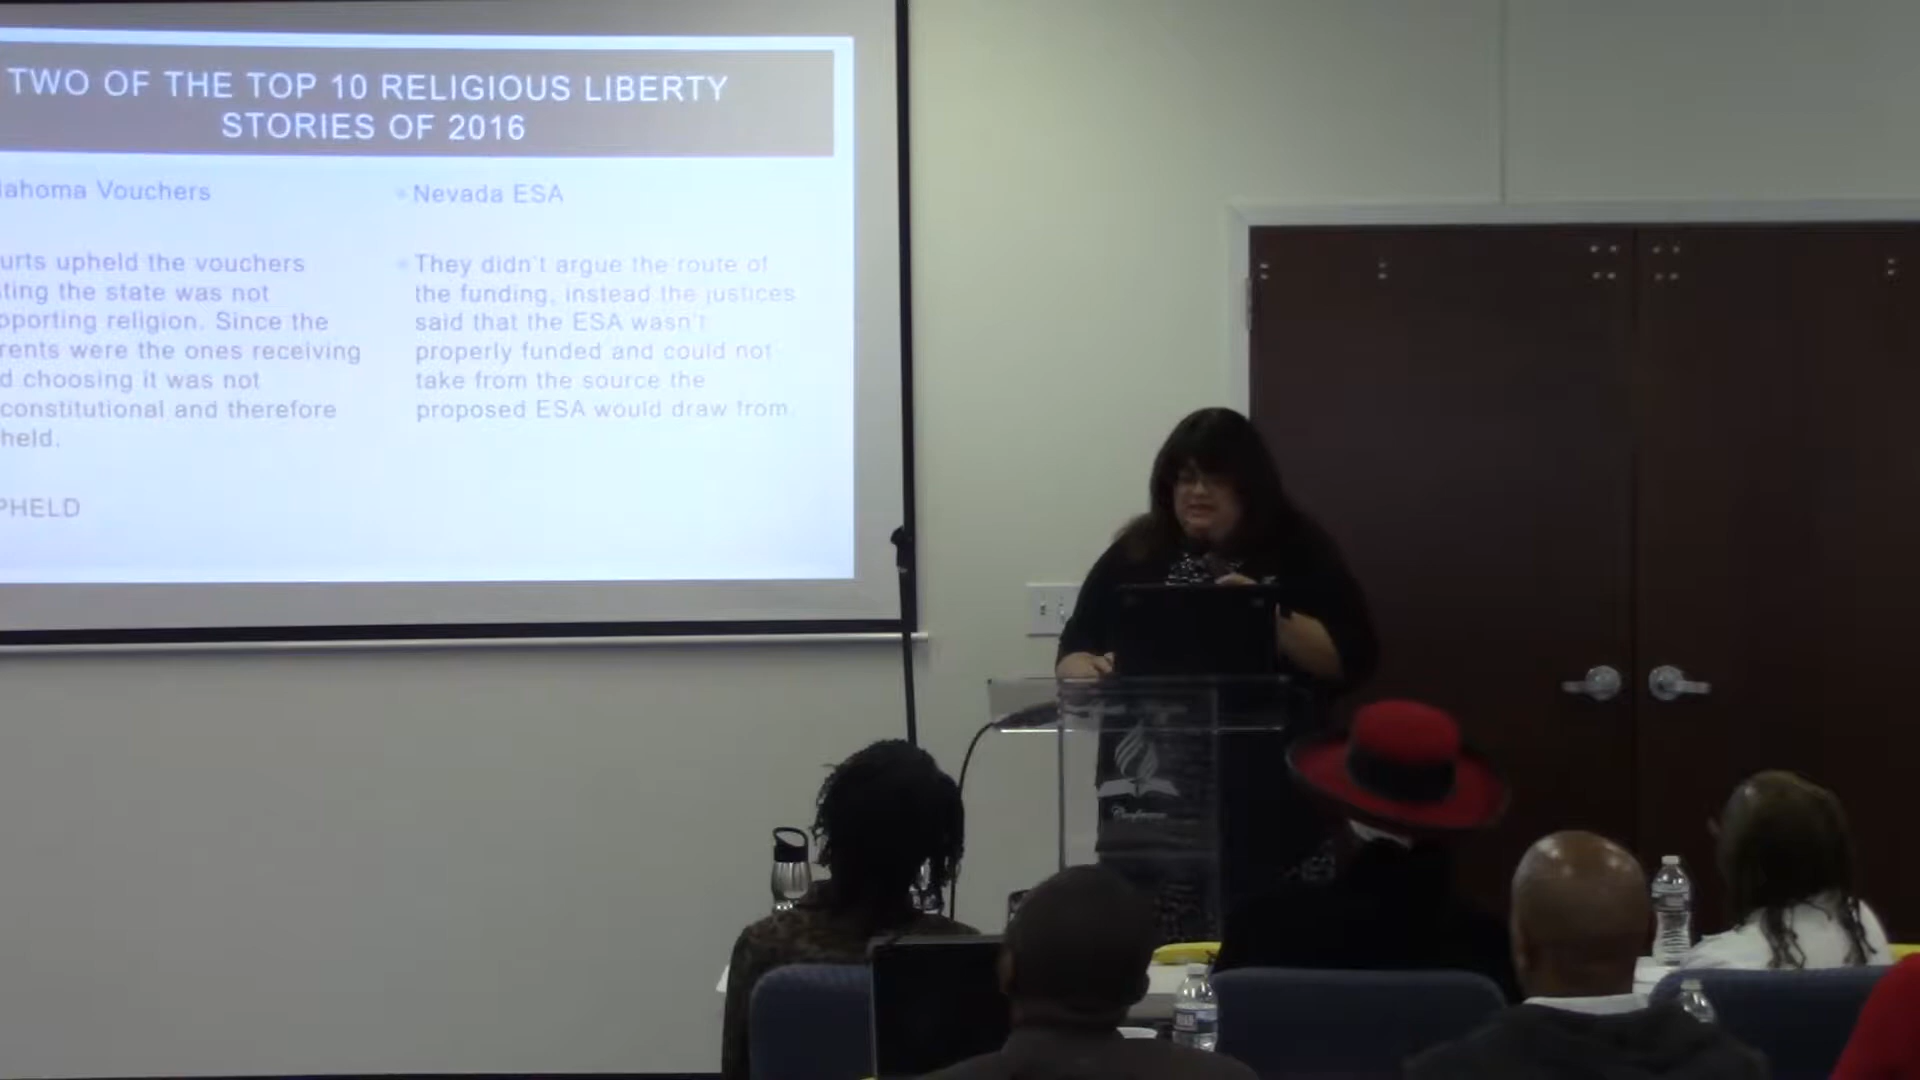 TWO OF THE TOP 10 RELIGIOUS LIBERTY
STORIES OF 2016
lahoma Vouchers
urts upheld the vouchers
ting the state was not
pporting religion. Since the
rents were the ones receiving
d choosing it was not
constitutional and therefore
held.
PHELD
Nevada ESA
They didn't argue the route of
the funding, instead the justices
said that the ESA wasn't
properly funded and could not
take from the source the
proposed ESA would draw from.
Conference